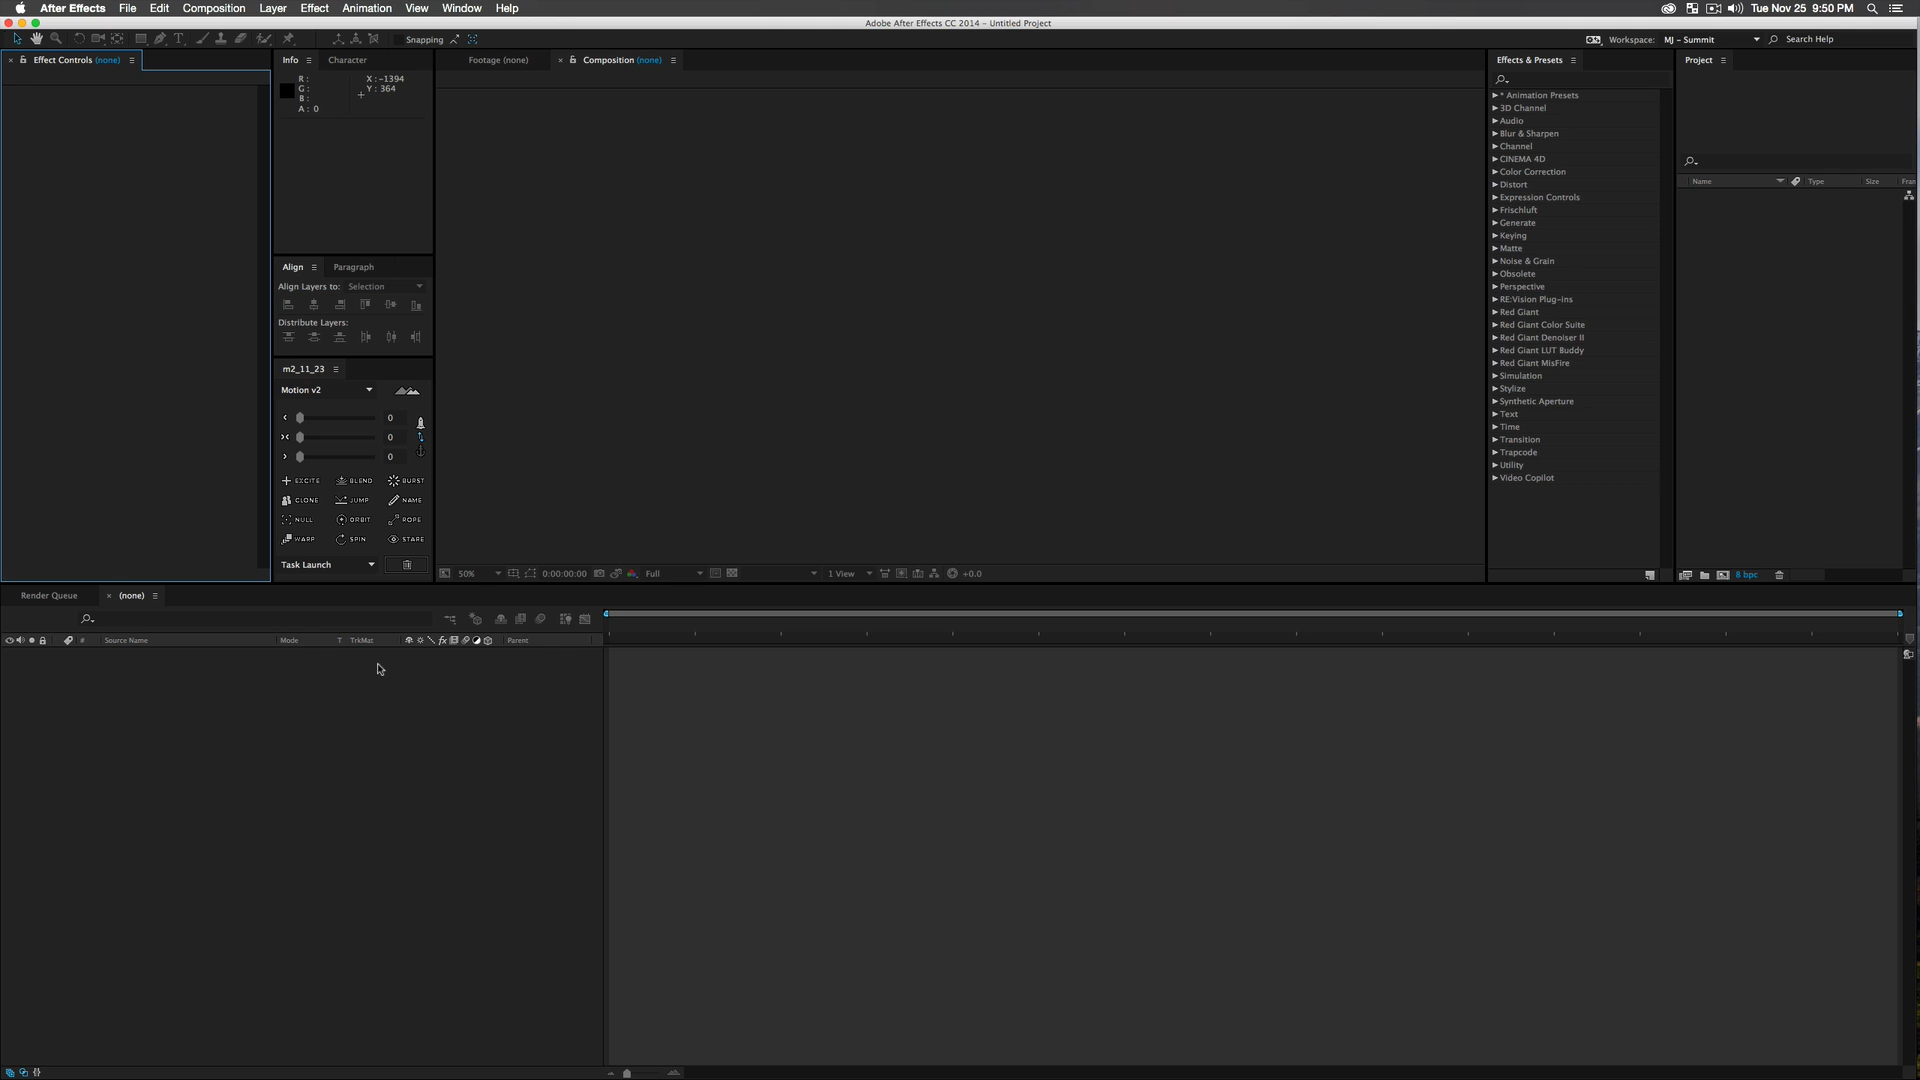 After Effects File Edit Composition Layer Effect Animation View Window Help Tue Nov 25 9:50 PM
Adobe After Effects CC 2014 - Untitled Project
Snapping Workspace: MJ - Summit Search Help
Effect Controls (none)
Info Character
R :
G :
B :
A : 0
X : -1394
Y : 364
Align Paragraph
Align Layers to: Selection
Distribute Layers:
m2_11_23
Motion v2
0
0
0
EXCITE BLEND BURST
CLONE JUMP NAME
NULL ORBIT ROPE
WARP SPIN STARE
Task Launch
Footage (none) Composition (none)
50% 0:00:00:00 Full 1 View +0.0
Effects & Presets
* Animation Presets
3D Channel
Audio
Blur & Sharpen
Channel
CINEMA 4D
Color Correction
Distort
Expression Controls
Frischluft
Generate
Keying
Matte
Noise & Grain
Obsolete
Perspective
RE:Vision Plug-ins
Red Giant
Red Giant Color Suite
Red Giant Denoiser II
Red Giant LUT Buddy
Red Giant MisFire
Simulation
Stylize
Synthetic Aperture
Text
Time
Transition
Trapcode
Utility
Video Copilot
Project
Name Type Size Fran
8 bpc
Render Queue (none)
# Source Name Mode T TrkMat fx Parent